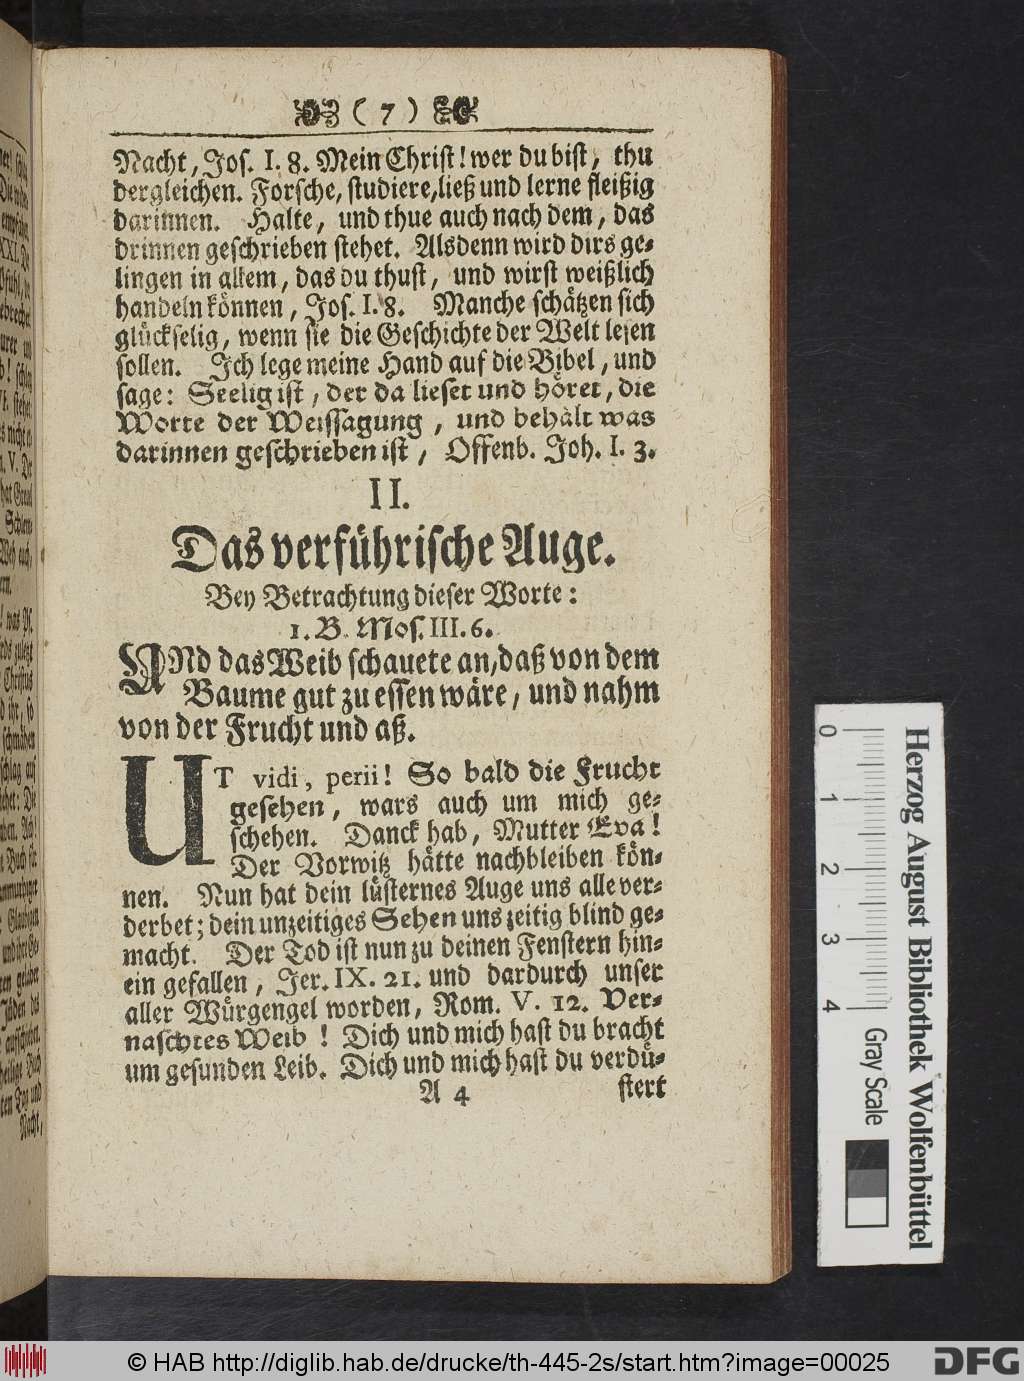 ( 7 )
Nacht, Jos. I. 8. Mein Christ! wer du bist, thu
dergleichen. Forsche, studiere, ließ und lerne fleißig
darinnen. Halte, und thue auch nach dem, das
drinnen geschrieben stehet. Alsdenn wird dirs ge-
lingen in allem, das du thust, und wirst weißlich
handeln können, Jos. I. 8. Manche schätzen sich
glückselig, wenn sie die Geschichte der Welt lesen
sollen. Ich lege meine Hand auf die Bibel, und
sage: Seelig ist, der da lieset und höret, die
Worte der Weissagung, und behält was
darinnen geschrieben ist, Offenb. Joh. I. 3.
II.
Das verführische Auge.
Bey Betrachtung dieser Worte:
1. B. Mos. III. 6.
UNd das Weib schauete an, daß von dem
Baume gut zu essen wäre, und nahm
von der Frucht und aß.
UT vidi, perii! So bald die Frucht
gesehen, wars auch um mich ge-
schehen. Danck hab, Mutter Eva!
Der Vorwitz hätte nachbleiben kön-
nen. Nun hat dein lüsternes Auge uns alle ver-
derbet; dein unzeitiges Sehen uns zeitig blind ge-
macht. Der Tod ist nun zu deinen Fenstern hin-
ein gefallen, Jer. IX. 21. und dardurch unser
aller Würgengel worden, Rom. V. 12. Ver-
naschtes Weib! Dich und mich hast du bracht
um gesunden Leib. Dich und mich hast du verdü-
A 4 stert
Nacht,
0 1 2 3 4
Herzog August Bibliothek Wolfenbüttel
Gray Scale
© HAB http://diglib.hab.de/drucke/th-445-2s/start.htm?image=00025
DFG